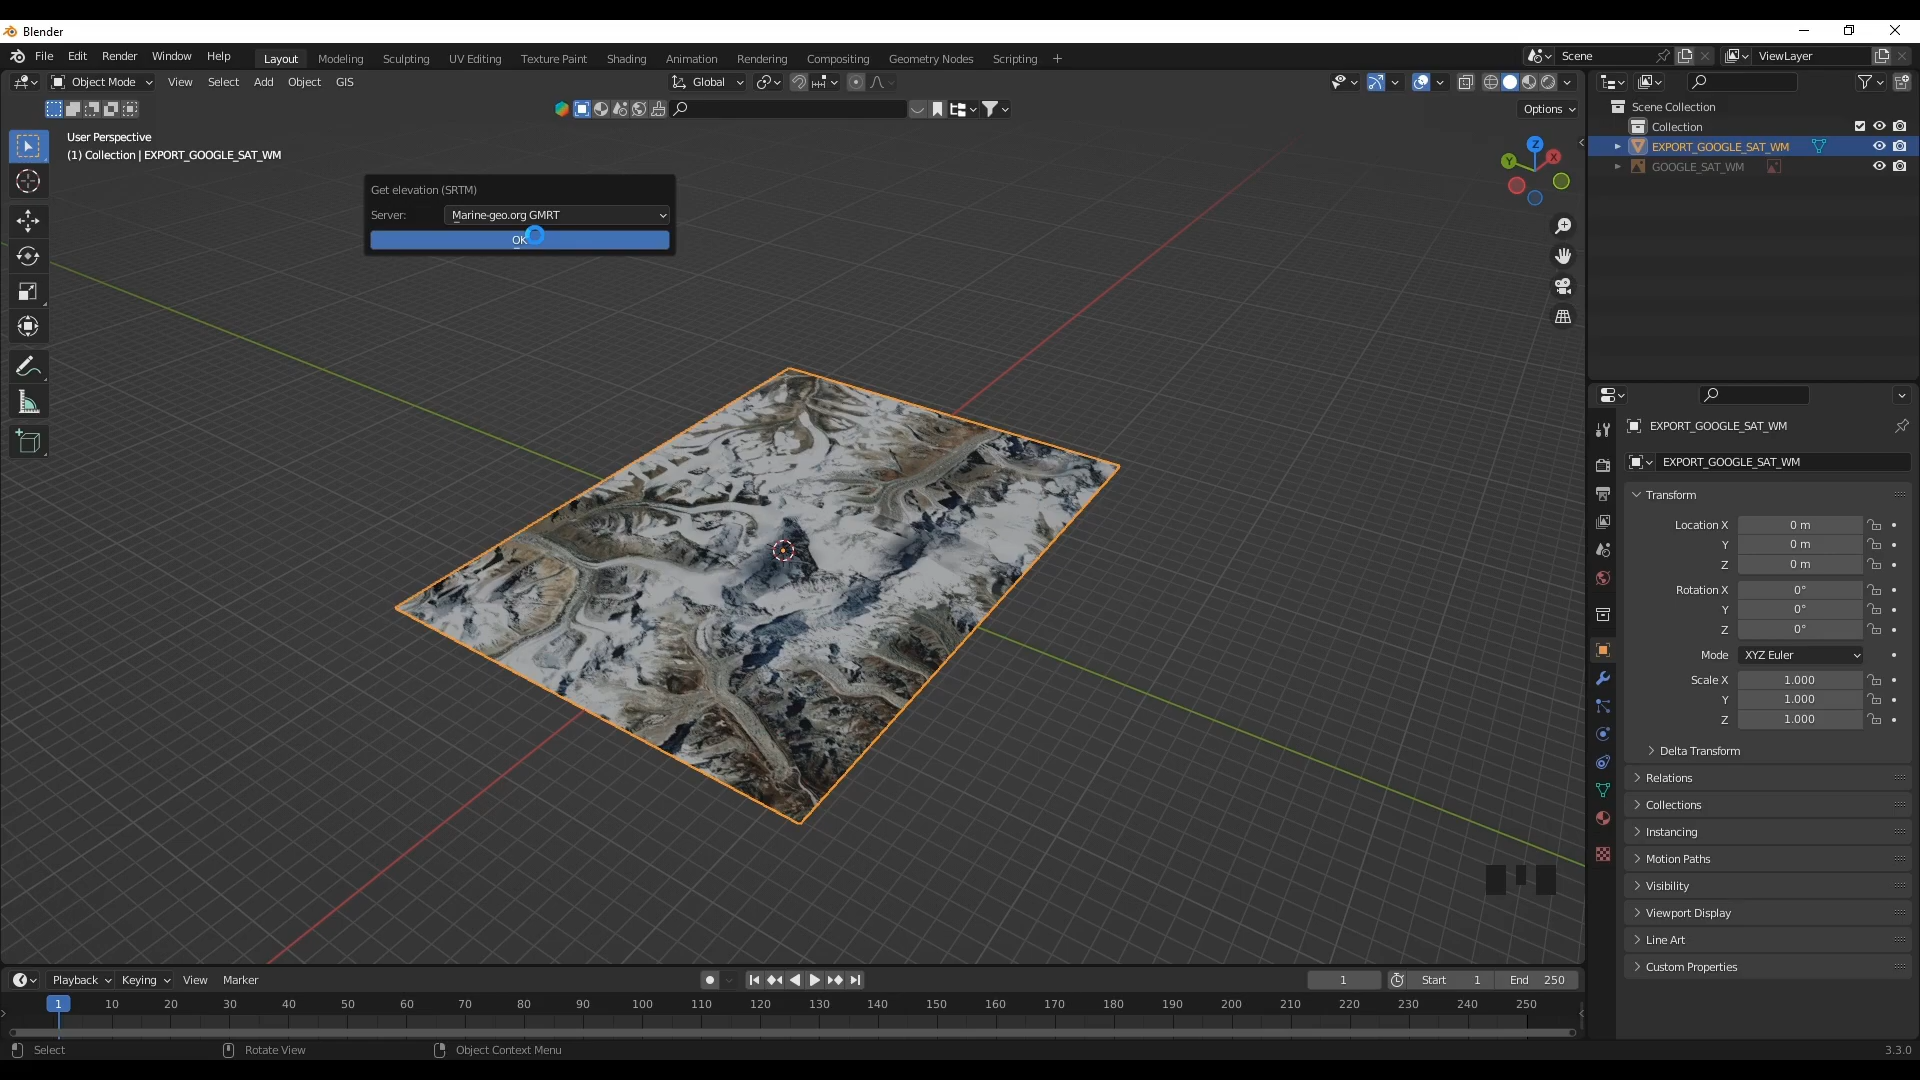 Blender
File Edit Render Window Help Layout Modeling Sculpting UV Editing Texture Paint Shading Animation Rendering Compositing Geometry Nodes Scripting + Scene ViewLayer
Object Mode View Select Add Object GIS Global
Options
User Perspective
(1) Collection | EXPORT_GOOGLE_SAT_WM
Get elevation (SRTM)
Server: Marine-geo.org GMRT
OK
Z
X
Y
Scene Collection
Collection
EXPORT_GOOGLE_SAT_WM
GOOGLE_SAT_WM
EXPORT_GOOGLE_SAT_WM
EXPORT_GOOGLE_SAT_WM
Transform
Location X 0 m
Y 0 m
Z 0 m
Rotation X 0°
Y 0°
Z 0°
Mode XYZ Euler
Scale X 1.000
Y 1.000
Z 1.000
Delta Transform
Relations
Collections
Instancing
Motion Paths
Visibility
Viewport Display
Line Art
Custom Properties
Playback Keying View Marker 1 Start 1 End 250
1 10 20 30 40 50 60 70 80 90 100 110 120 130 140 150 160 170 180 190 200 210 220 230 240 250
Select Rotate View Object Context Menu 3.3.0